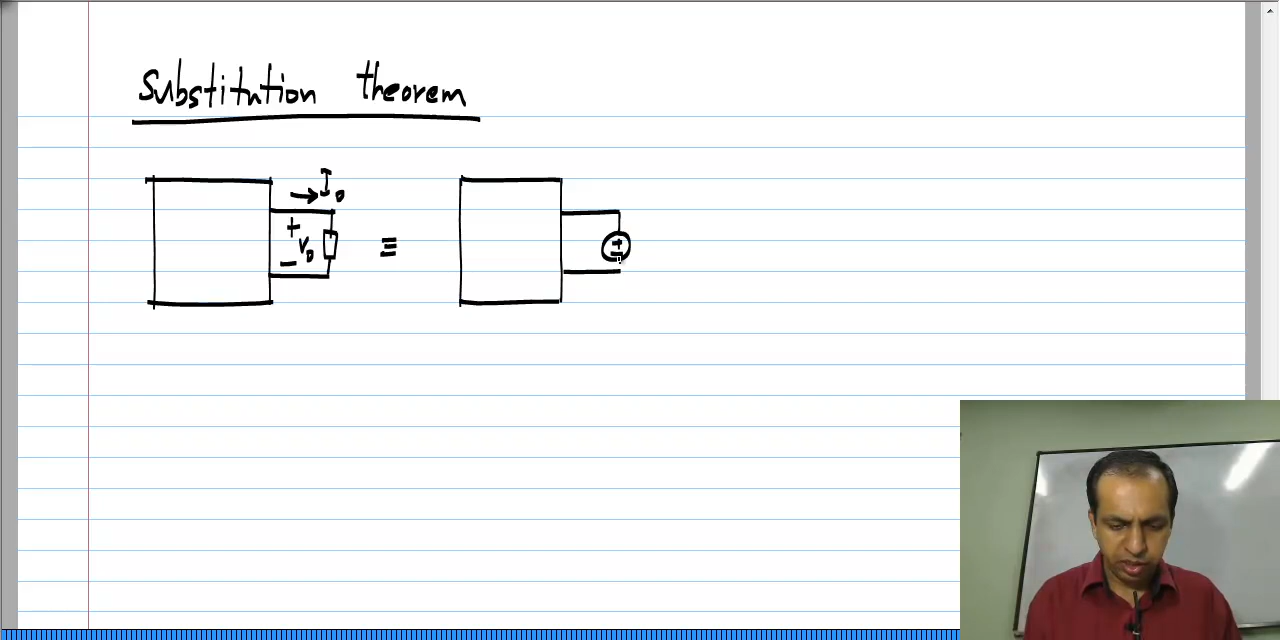 Substitution theorem
I₀
+
V₀
−
≡
+
−